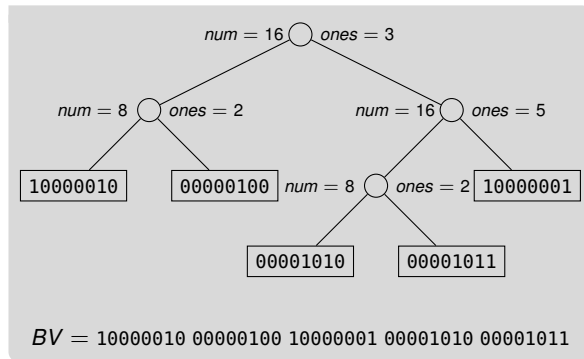 num = 16 ones = 3
num = 8 ones = 2
num = 16 ones = 5
10000010
00000100
num = 8 ones = 2
10000001
00001010
00001011
BV = 10000010 00000100 10000001 00001010 00001011